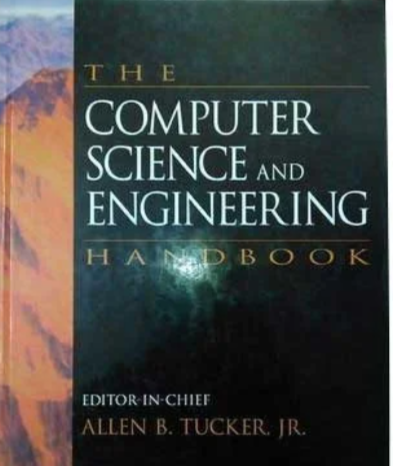 THE
COMPUTER
SCIENCE AND
ENGINEERING
HANDBOOK
EDITOR-IN-CHIEF
ALLEN B. TUCKER, JR.